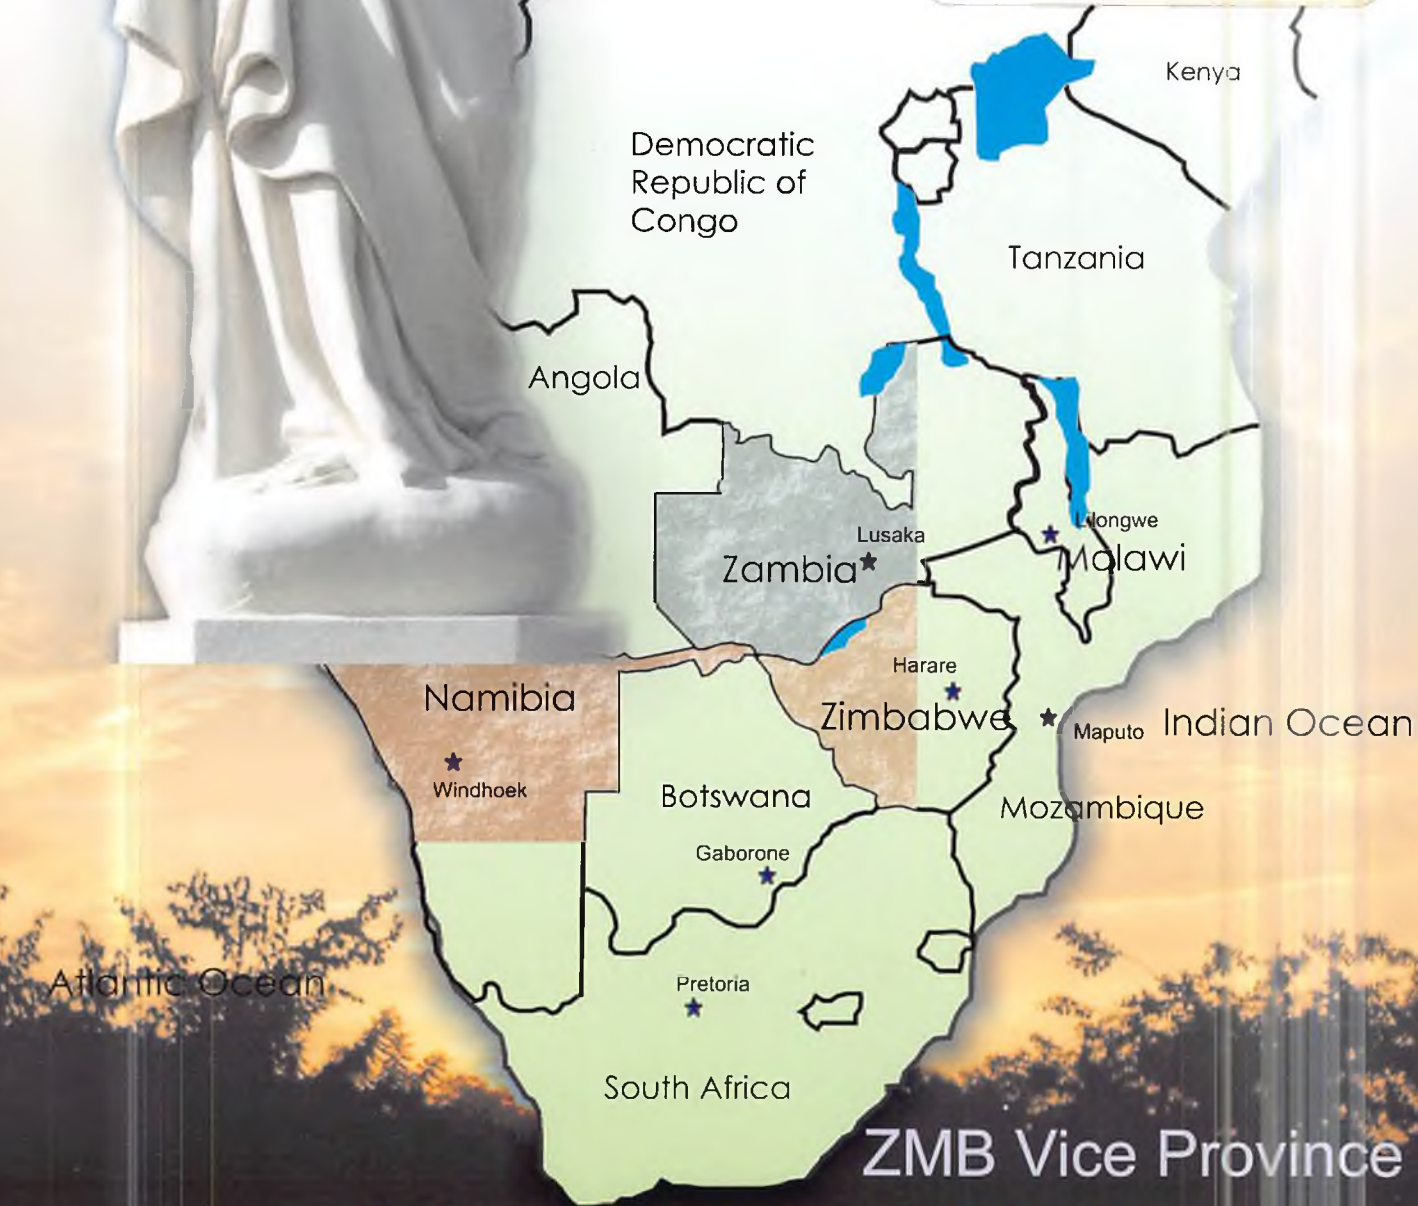 Kenya
Democratic
Republic of
Congo
Tanzania
Angola
Lilongwe
Malawi
Lusaka
Zambia
Harare
Zimbabwe
Namibia
Windhoek
Maputo
Indian Ocean
Mozambique
Botswana
Gaborone
Atlantic Ocean
Pretoria
South Africa
ZMB Vice Province